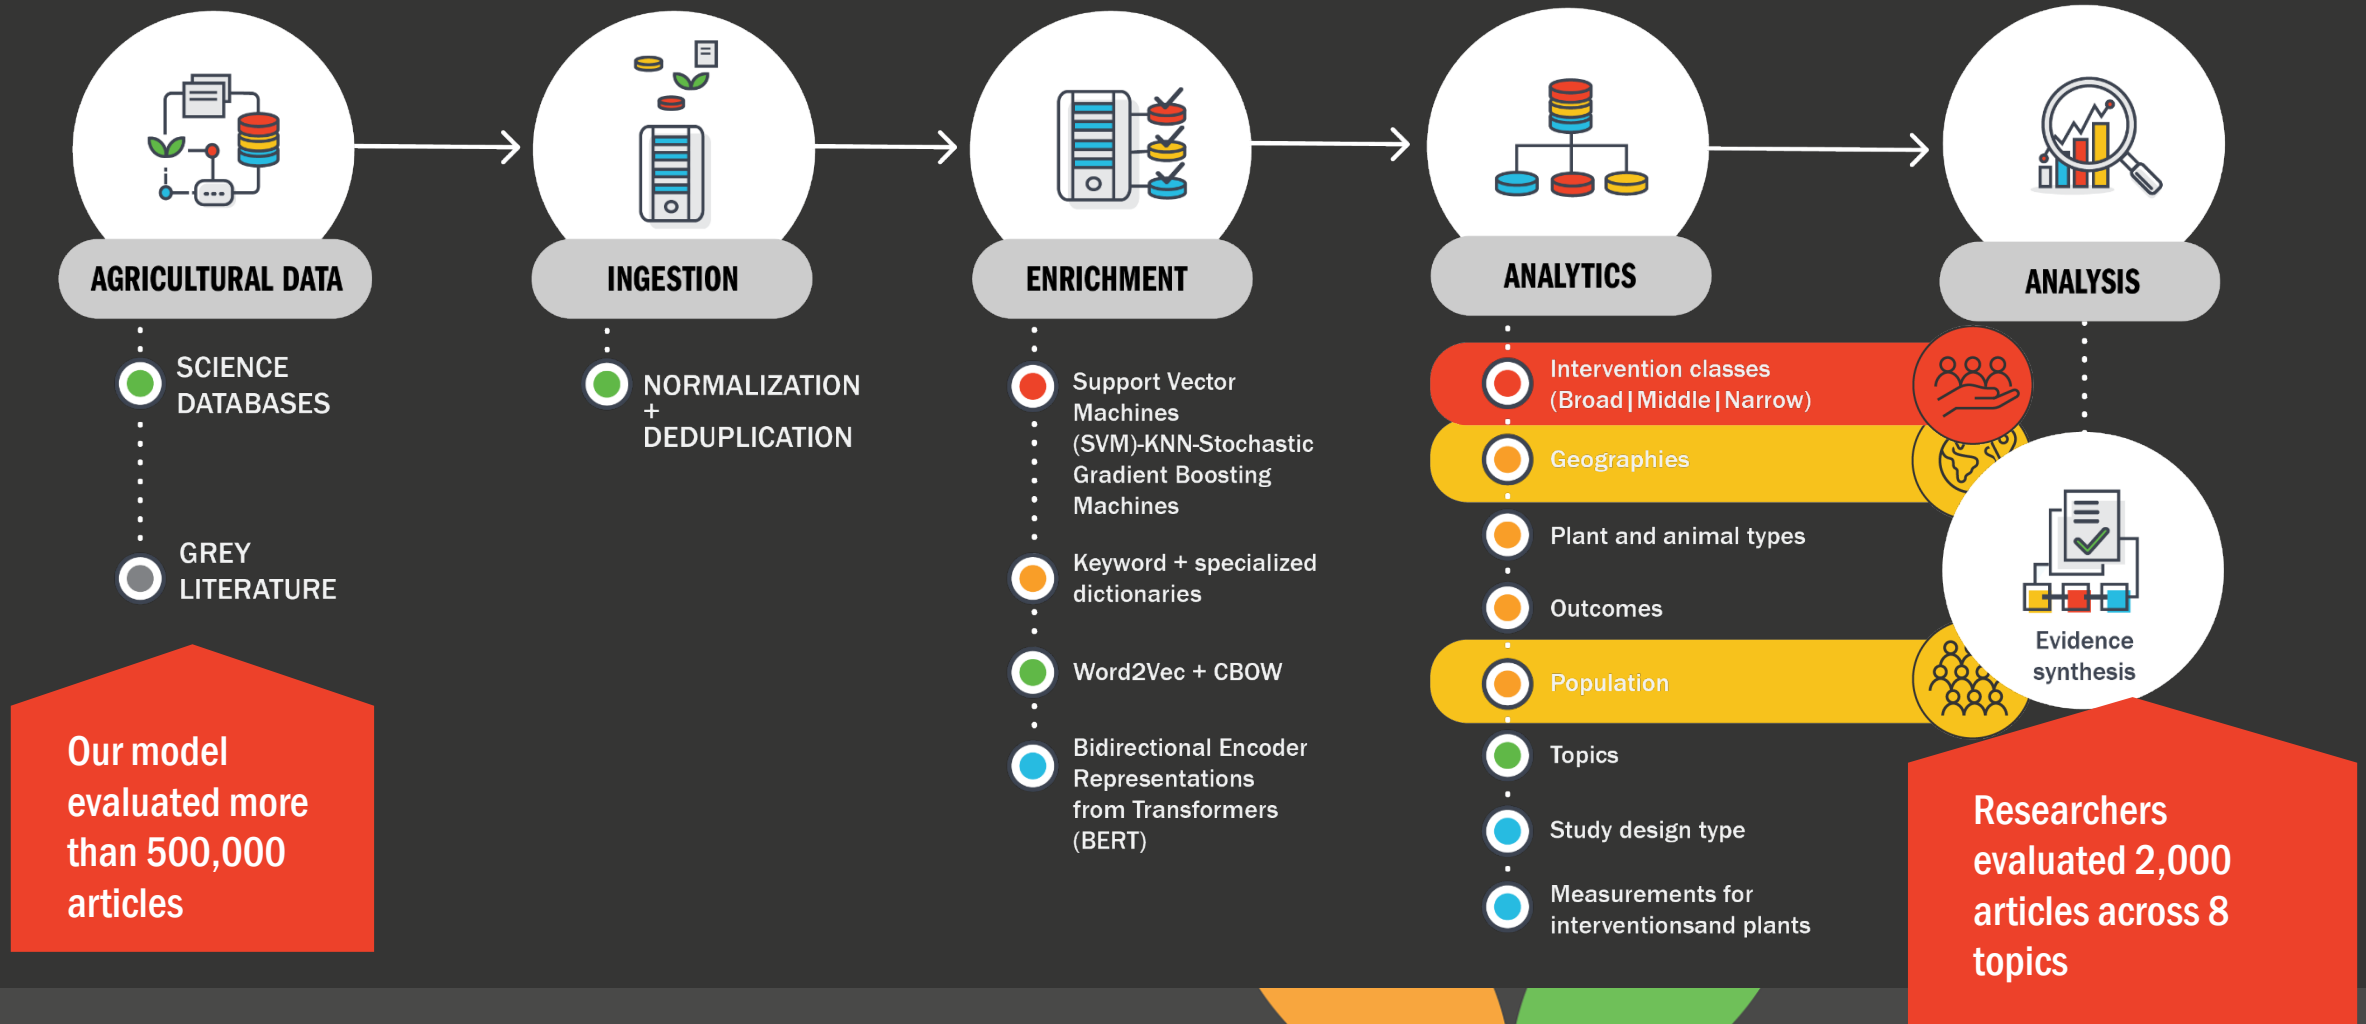 AGRICULTURAL DATA
SCIENCE
DATABASES
GREY
LITERATURE
Our model
evaluated more
than 500,000
articles
INGESTION
NORMALIZATION
+
DEDUPLICATION
ENRICHMENT
Support Vector
Machines
(SVM)-KNN-Stochastic
Gradient Boosting
Machines
Keyword + specialized
dictionaries
Word2Vec + CBOW
Bidirectional Encoder
Representations
from Transformers
(BERT)
ANALYTICS
Intervention classes
(Broad|Middle|Narrow)
Geographies
Plant and animal types
Outcomes
Population
Topics
Study design type
Measurements for
interventionsand plants
ANALYSIS
Evidence
synthesis
Researchers
evaluated 2,000
articles across 8
topics